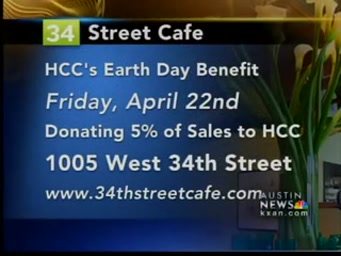 34 Street Cafe
HCC's Earth Day Benefit
Friday, April 22nd
Donating 5% of Sales to HCC
1005 West 34th Street
www.34thstreetcafe.com
AUSTIN
NEWS
kxan.com